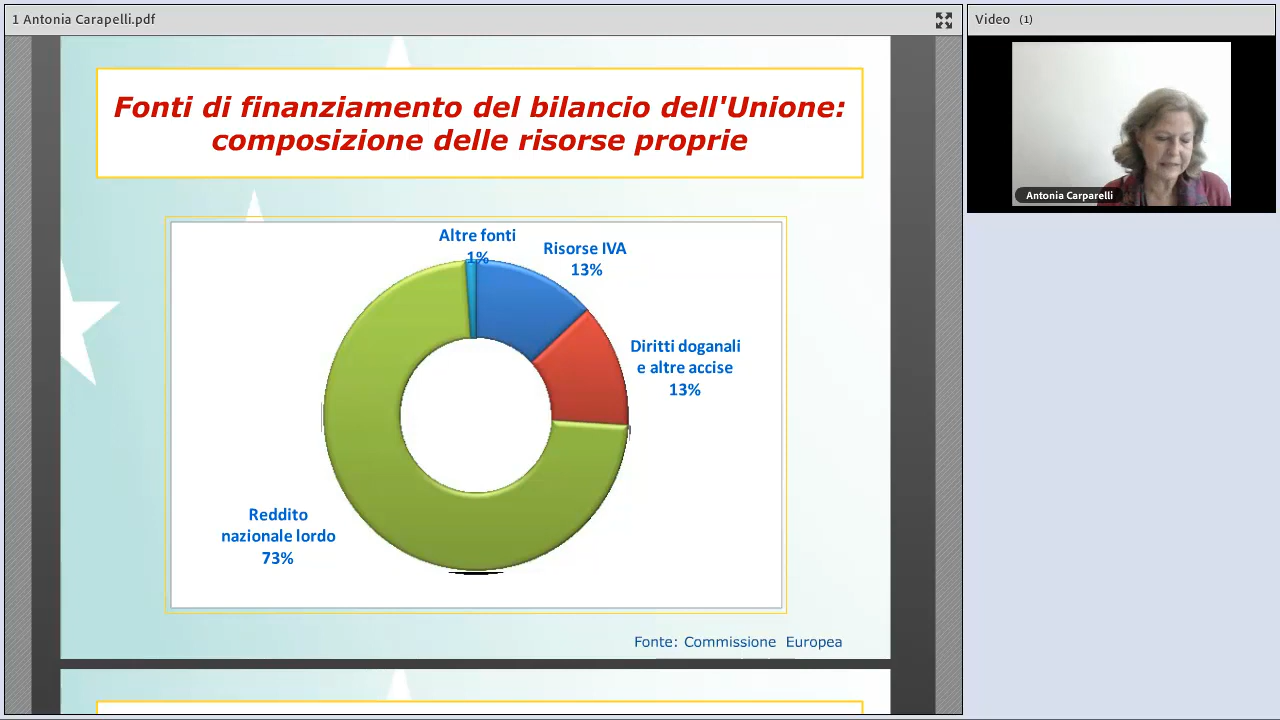 1 Antonia Carapelli.pdf
Video (1)
Fonti di finanziamento del bilancio dell'Unione:
composizione delle risorse proprie
Antonia Carparelli
Altre fonti
1%
Risorse IVA
13%
Diritti doganali
e altre accise
13%
Reddito
nazionale lordo
73%
Fonte: Commissione Europea